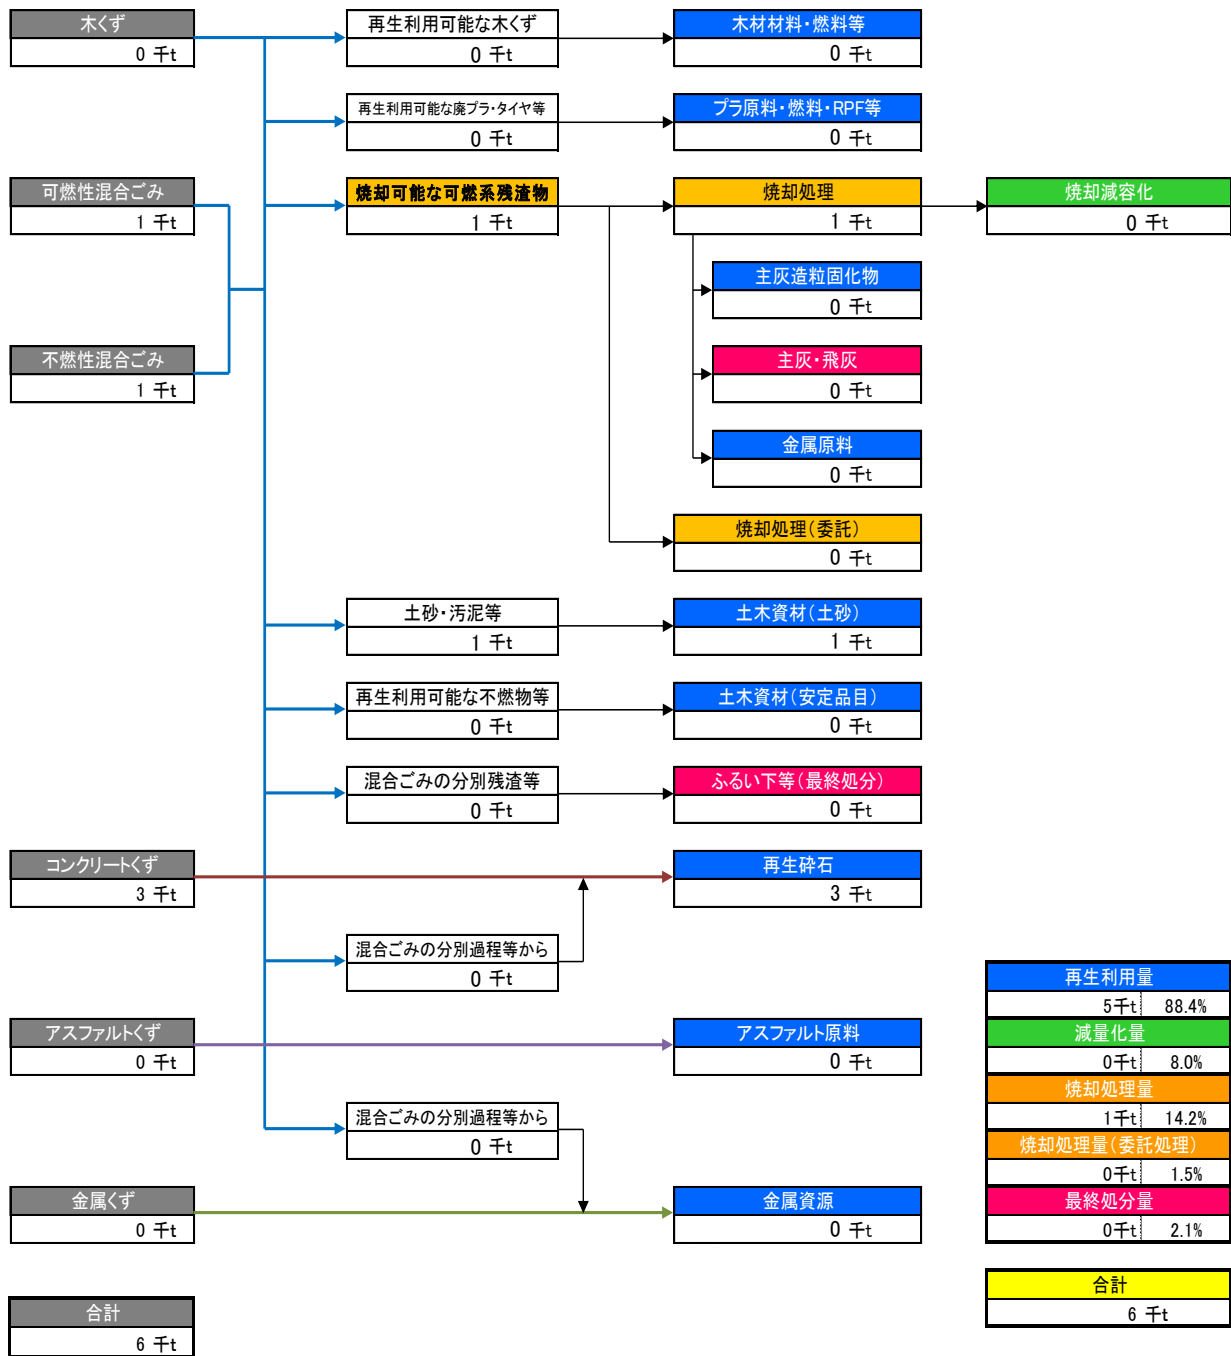 木くず
0 千t
再生利用可能な木くず
0 千t
木材材料・燃料等
0 千t
再生利用可能な廃プラ・タイヤ等
0 千t
プラ原料・燃料・RPF等
0 千t
可燃性混合ごみ
1 千t
焼却可能な可燃系残渣物
1 千t
焼却処理
1 千t
焼却減容化
0 千t
主灰造粒固化物
0 千t
不燃性混合ごみ
1 千t
主灰・飛灰
0 千t
金属原料
0 千t
焼却処理（委託）
0 千t
土砂・汚泥等
1 千t
土木資材（土砂）
1 千t
再生利用可能な不燃物等
0 千t
土木資材（安定品目）
0 千t
混合ごみの分別残渣等
0 千t
ふるい下等（最終処分）
0 千t
コンクリートくず
3 千t
再生砕石
3 千t
混合ごみの分別過程等から
0 千t
アスファルトくず
0 千t
アスファルト原料
0 千t
混合ごみの分別過程等から
0 千t
金属くず
0 千t
金属資源
0 千t
合計
6 千t
再生利用量
5千t 88.4%
減量化量
0千t 8.0%
焼却処理量
1千t 14.2%
焼却処理量（委託処理）
0千t 1.5%
最終処分量
0千t 2.1%
合計
6 千t